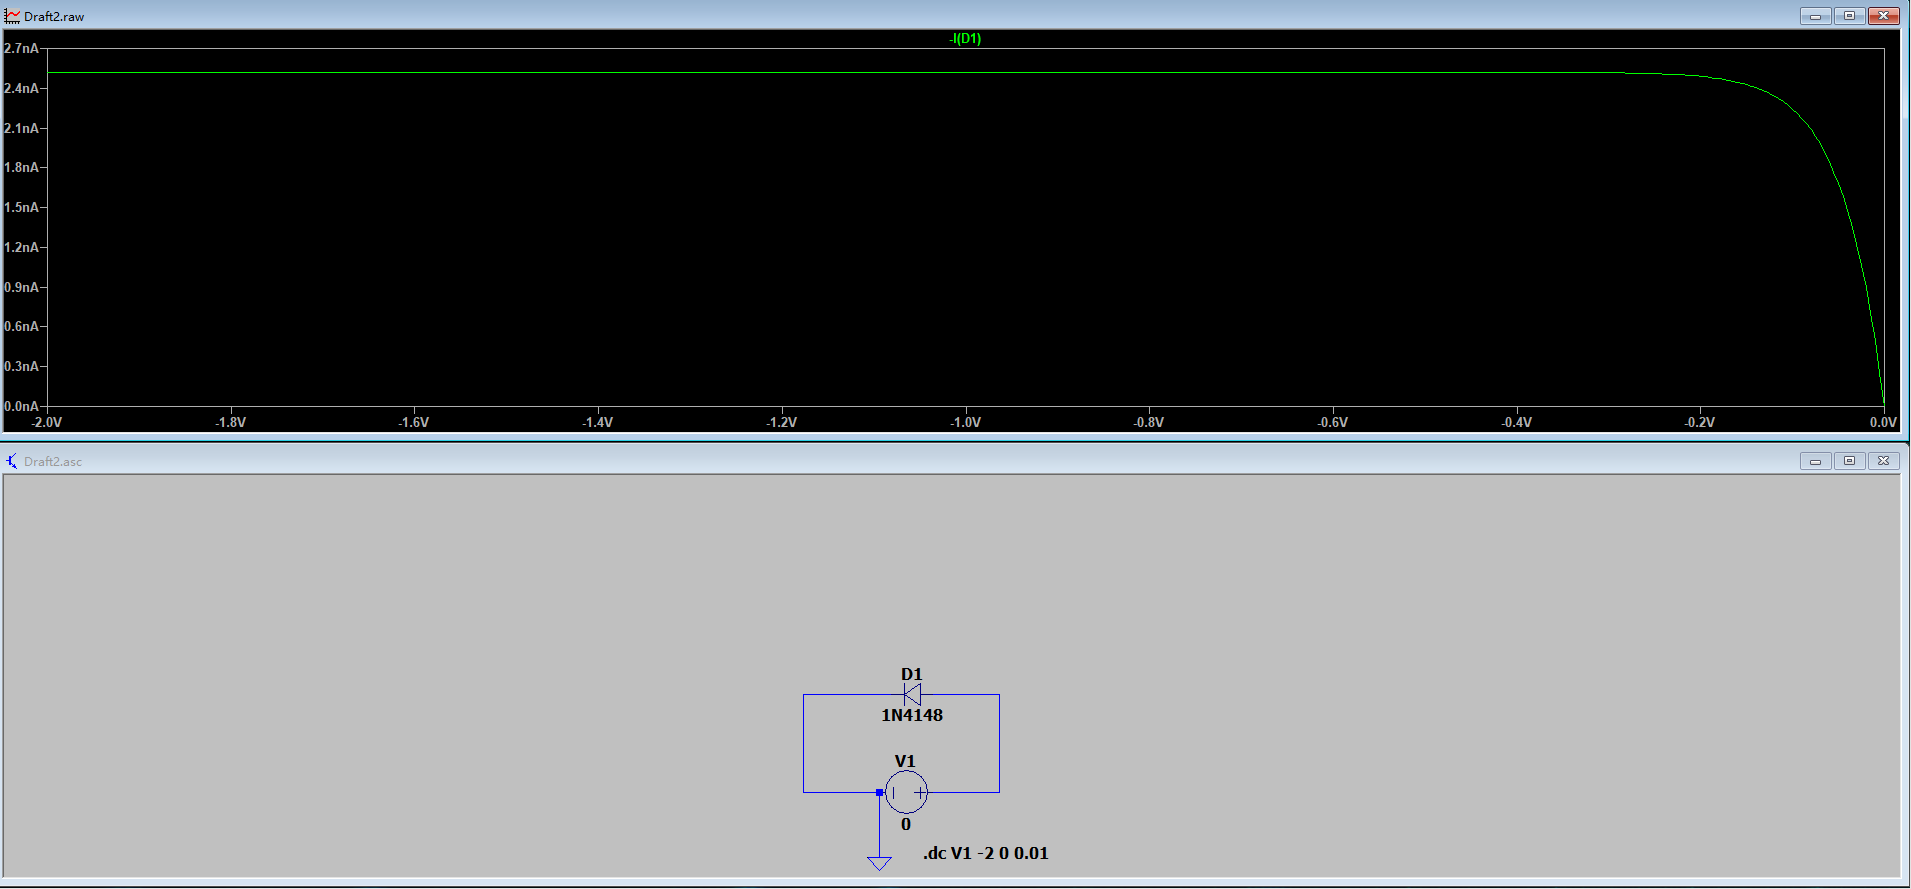 Draft2.raw
-I(D1)
2.7nA
2.4nA
2.1nA
1.8nA
1.5nA
1.2nA
0.9nA
0.6nA
0.3nA
0.0nA
-2.0V -1.8V -1.6V -1.4V -1.2V -1.0V -0.8V -0.6V -0.4V -0.2V 0.0V
Draft2.asc
D1
1N4148
V1
0
.dc V1 -2 0 0.01